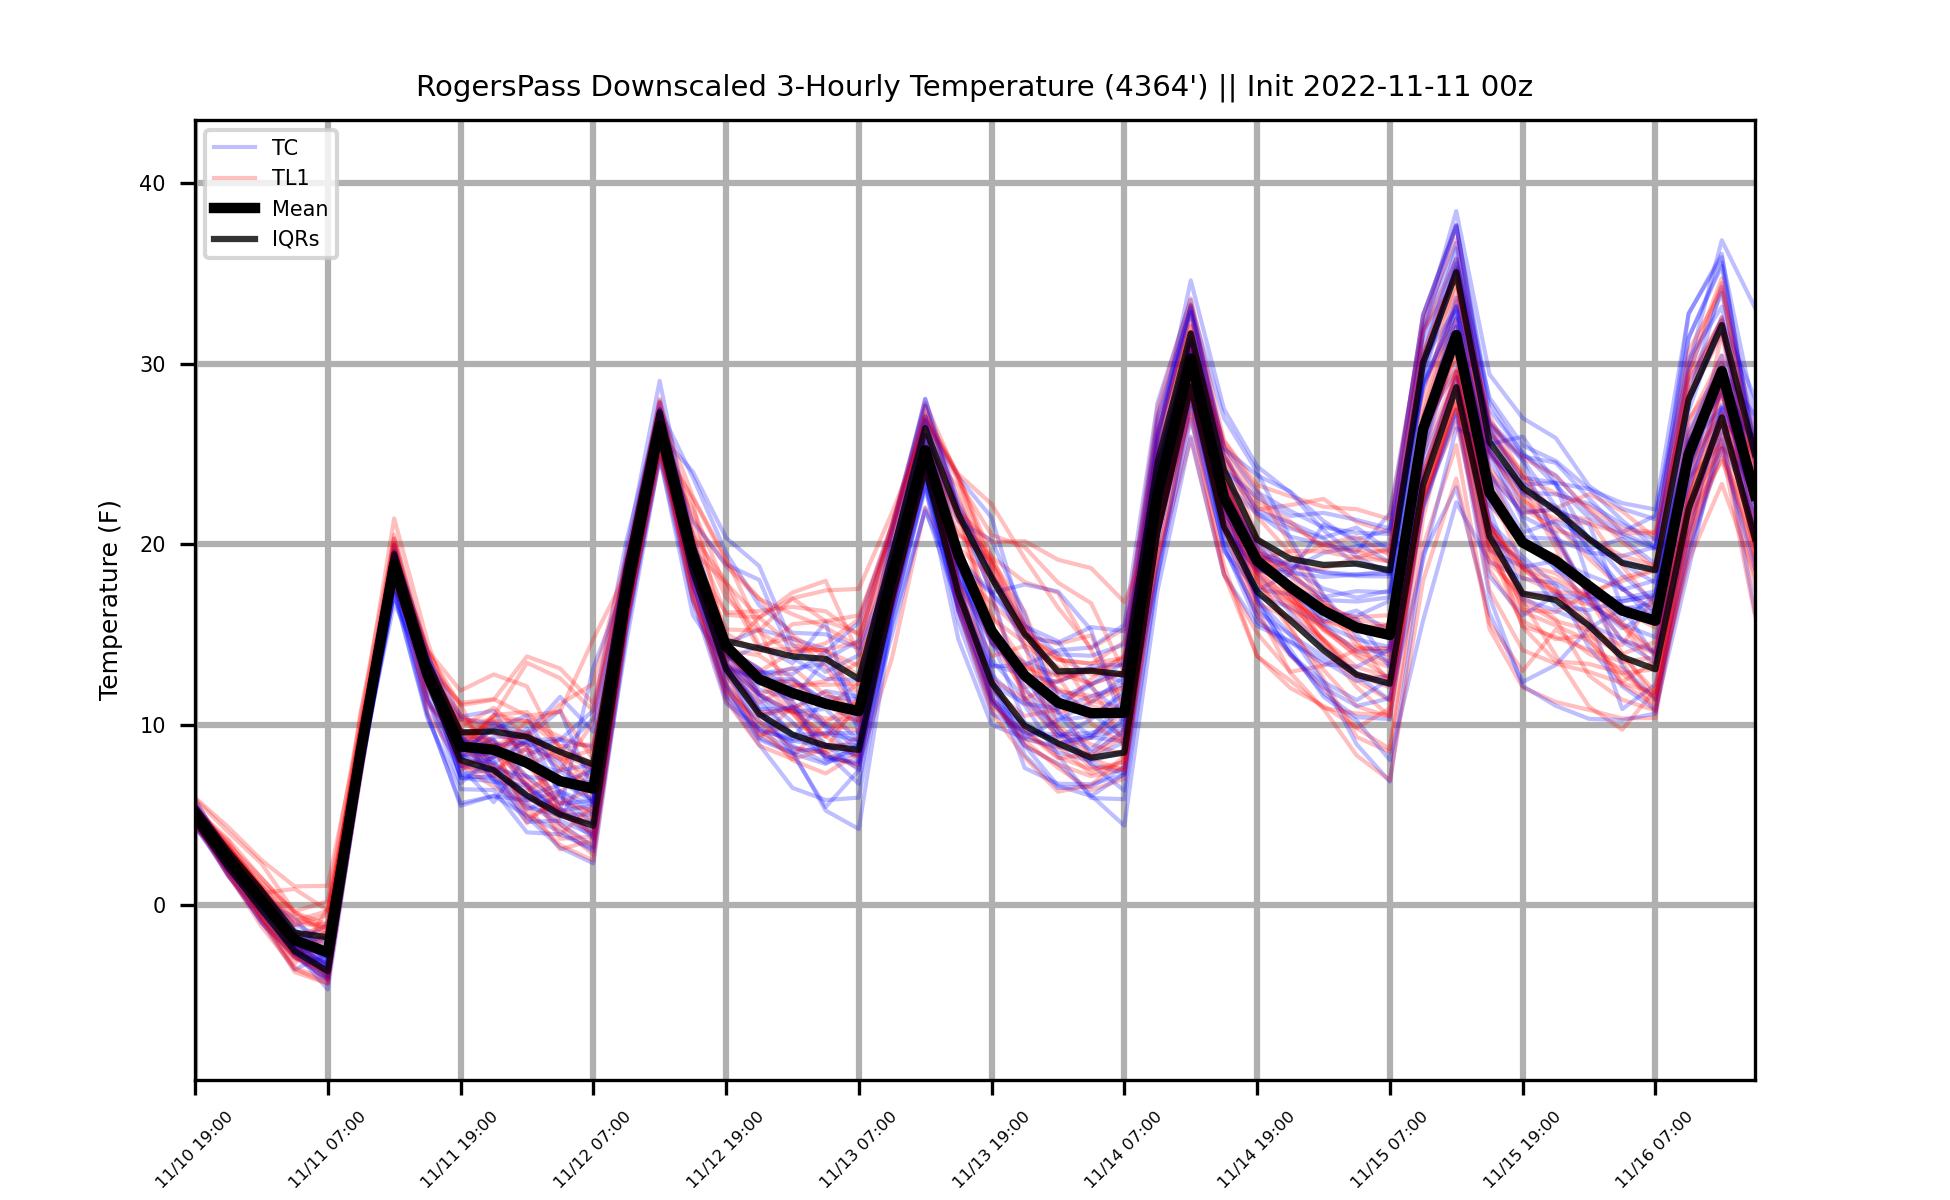 RogersPass Downscaled 3-Hourly Temperature (4364') || Init 2022-11-11 00z
TC
TL1
Mean
IQRs
Temperature (F)
40
30
20
10
0
11/10 19:00
11/11 07:00
11/11 19:00
11/12 07:00
11/12 19:00
11/13 07:00
11/13 19:00
11/14 07:00
11/14 19:00
11/15 07:00
11/15 19:00
11/16 07:00